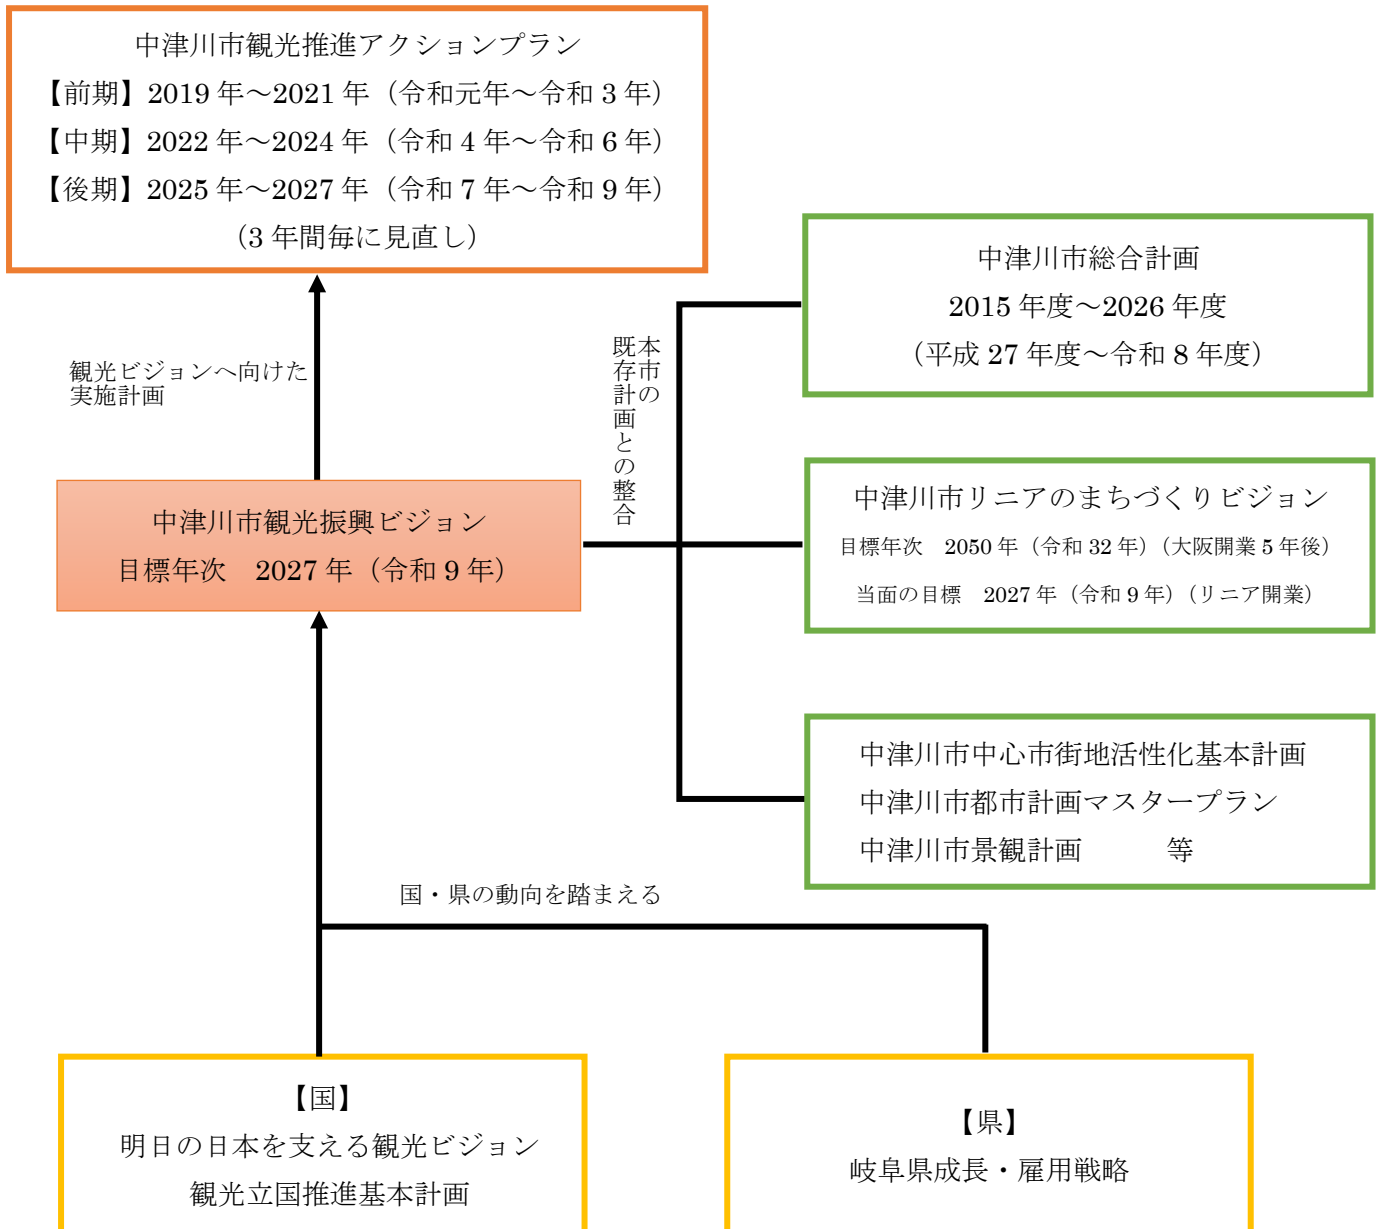 中津川市観光推進アクションプラン
【前期】2019年～2021年（令和元年～令和3年）
【中期】2022年～2024年（令和4年～令和6年）
【後期】2025年～2027年（令和7年～令和9年）
（3年間毎に見直し）
中津川市総合計画
2015年度～2026年度
（平成27年度～令和8年度）
観光ビジョンへ向けた
実施計画
本市の
既存計画との整合
中津川市観光振興ビジョン
目標年次　2027年（令和9年）
中津川市リニアのまちづくりビジョン
目標年次　2050年（令和32年）（大阪開業5年後）
当面の目標　2027年（令和9年）（リニア開業）
中津川市中心市街地活性化基本計画
中津川市都市計画マスタープラン
中津川市景観計画　　　等
国・県の動向を踏まえる
【国】
明日の日本を支える観光ビジョン
観光立国推進基本計画
【県】
岐阜県成長・雇用戦略